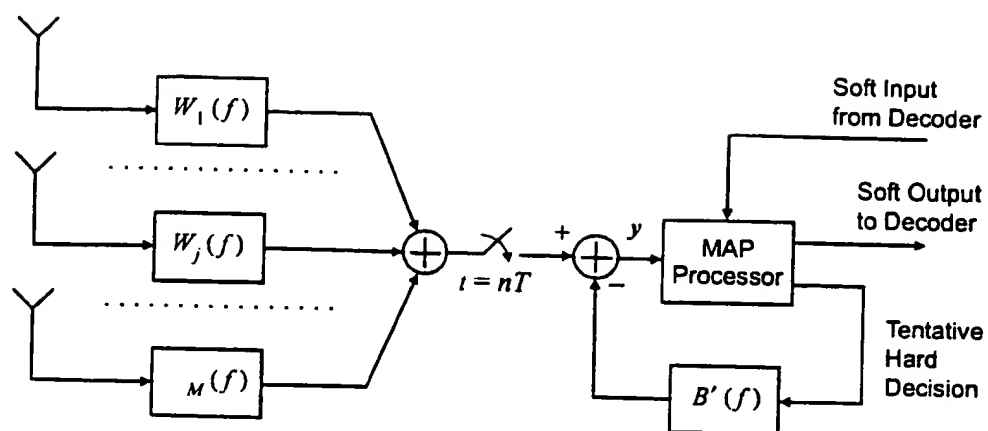 W₁(f)
Wⱼ(f)
M(f)
t = nT
+
−
y
MAP
Processor
Soft Input
from Decoder
Soft Output
to Decoder
Tentative
Hard
Decision
B′(f)